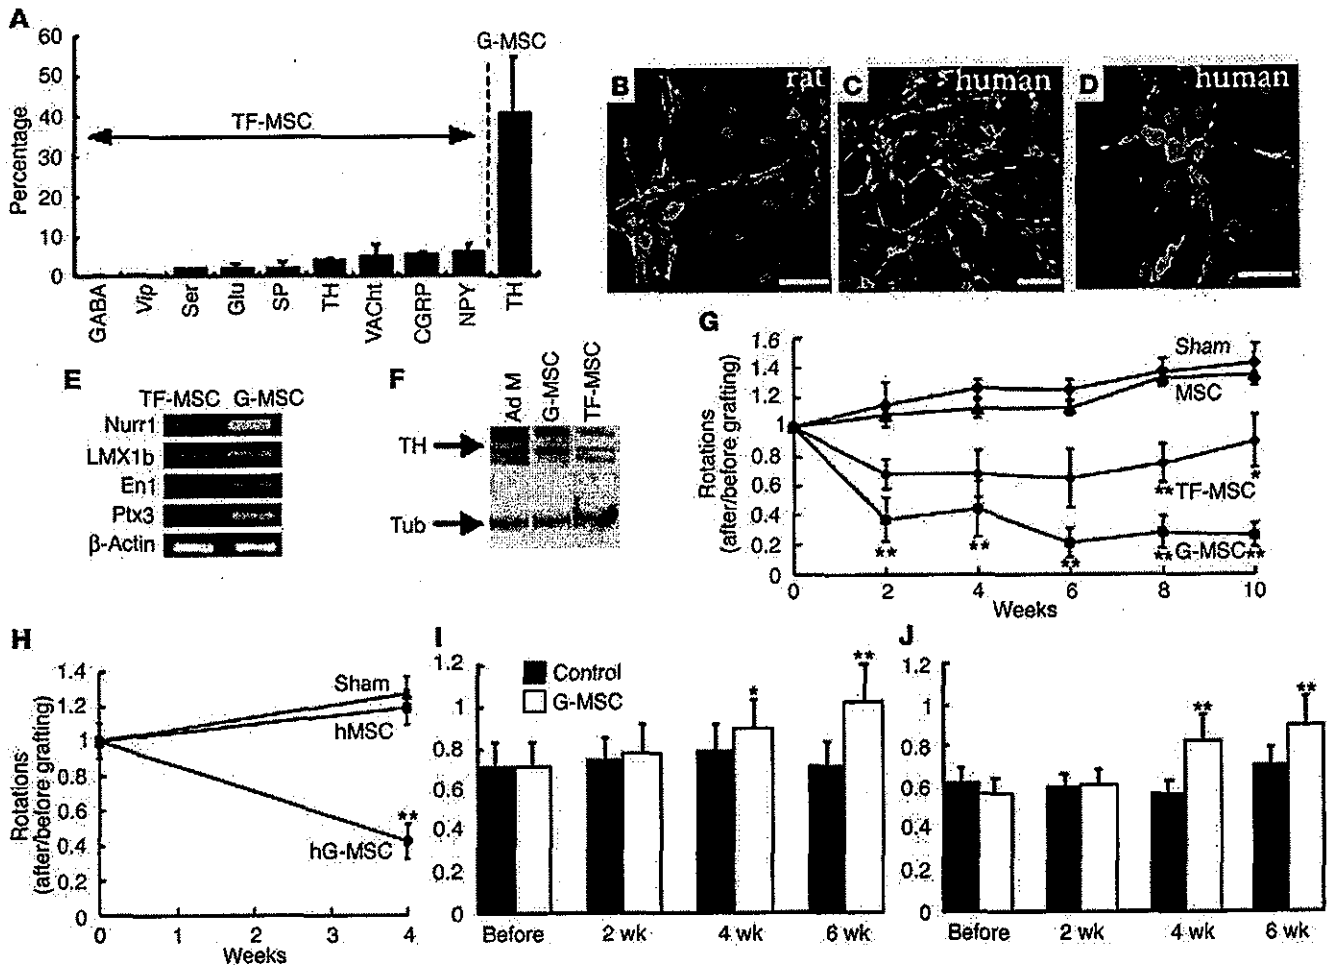 A
60
50
40
30
20
10
0
Percentage
TF-MSC
G-MSC
GABA
Vip
Ser
Glu
SP
TH
VACht
CGRP
NPY
TH
B
rat
C
human
D
human
E
TF-MSC G-MSC
Nurr1
LMX1b
En1
Ptx3
β-Actin
F
Ad M
G-MSC
TF-MSC
TH
Tub
G
1.6
1.4
1.2
1
0.8
0.6
0.4
0.2
0
Rotations
(after/before grafting)
Sham
MSC
** TF-MSC *
** ** ** ** G-MSC **
0 2 4 6 8 10
Weeks
H
1.4
1.2
1
0.8
0.6
0.4
0.2
0
Rotations
(after/before grafting)
Sham
hMSC
**
hG-MSC
0 1 2 3 4
Weeks
I
1.2
1
0.8
0.6
0.4
0.2
0
Control
G-MSC
* **
Before 2 wk 4 wk 6 wk
J
1.2
1
0.8
0.6
0.4
0.2
0
** **
Before 2 wk 4 wk 6 wk